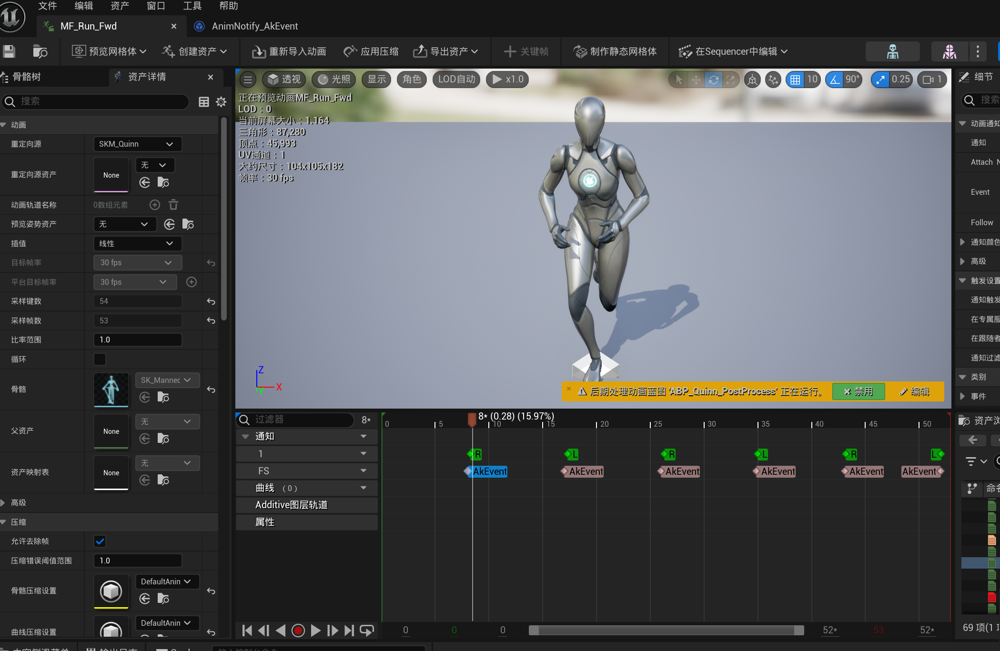 文件 编辑 资产 窗口 工具 帮助
MF_Run_Fwd
AnimNotify_AkEvent
预览网格体 创建资产 重新导入动画 应用压缩 导出资产 关键帧 制作静态网格体 在Sequencer中编辑
骨骼树 资产详情
搜索
动画
重定向源 SKM_Quinn
重定向源资产 None 无
动画轨道名称 0数组元素
预览姿势资产 无
插值 线性
目标帧率 30 fps
平台目标帧率 30 fps
采样键数 54
采样帧数 53
比率范围 1.0
循环
骨骼 SK_Mannec
父资产 None 无
资产映射表 None 无
高级
压缩
允许去除帧
压缩错误阈值范围 1.0
骨骼压缩设置 DefaultAnin
曲线压缩设置 DefaultAnin
透视 光照 显示 角色 LOD自动 x1.0 10 90° 0.25 1
正在预览动画MF_Run_Fwd
LOD：0
当前屏幕大小：1.164
三角形：87,280
顶点：45,993
UV通道：1
大约尺寸：104x105x182
帧率：30 fps
Z
X
Y
后期处理动画蓝图 'ABP_Quinn_PostProcess' 正在运行。 禁用 编辑
过滤器 8*
8* (0.28) (15.97%)
0 5 10 15 20 25 30 35 40 45 50
通知
1 R L R L R L
FS AkEvent AkEvent AkEvent AkEvent AkEvent AkEvent
曲线 （0）
Additive图层轨道
属性
0 0 0 52* 53 52*
细节
搜索
动画通知
通知
Attach N
Event
Follow
通知颜色
高级
触发设置
通知触发
在专属服
在跟随者
通知过滤
类别
事件
资产浏
命名
69 项(1 项